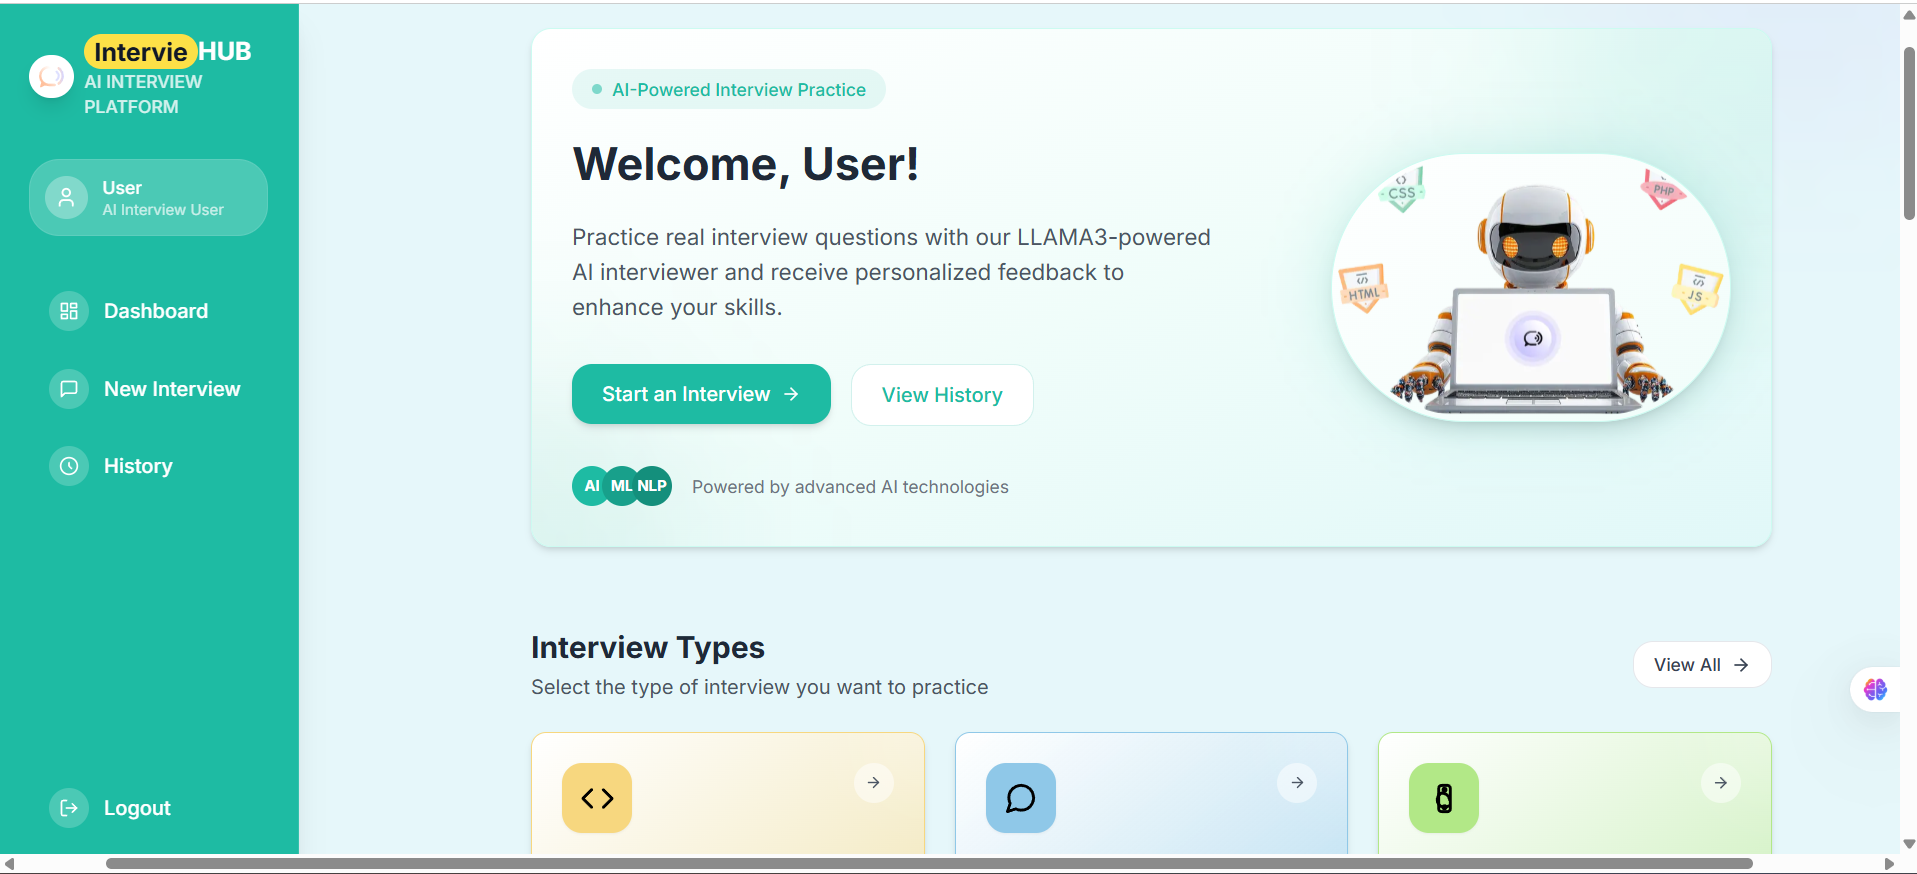 IntervieHUB
AI INTERVIEW
PLATFORM
User
AI Interview User
Dashboard
New Interview
History
Logout
AI-Powered Interview Practice
Welcome, User!
Practice real interview questions with our LLAMA3-powered
AI interviewer and receive personalized feedback to
enhance your skills.
Start an Interview
View History
AI ML NLP
Powered by advanced AI technologies
CSS
PHP
HTML
JS
Interview Types
Select the type of interview you want to practice
View All